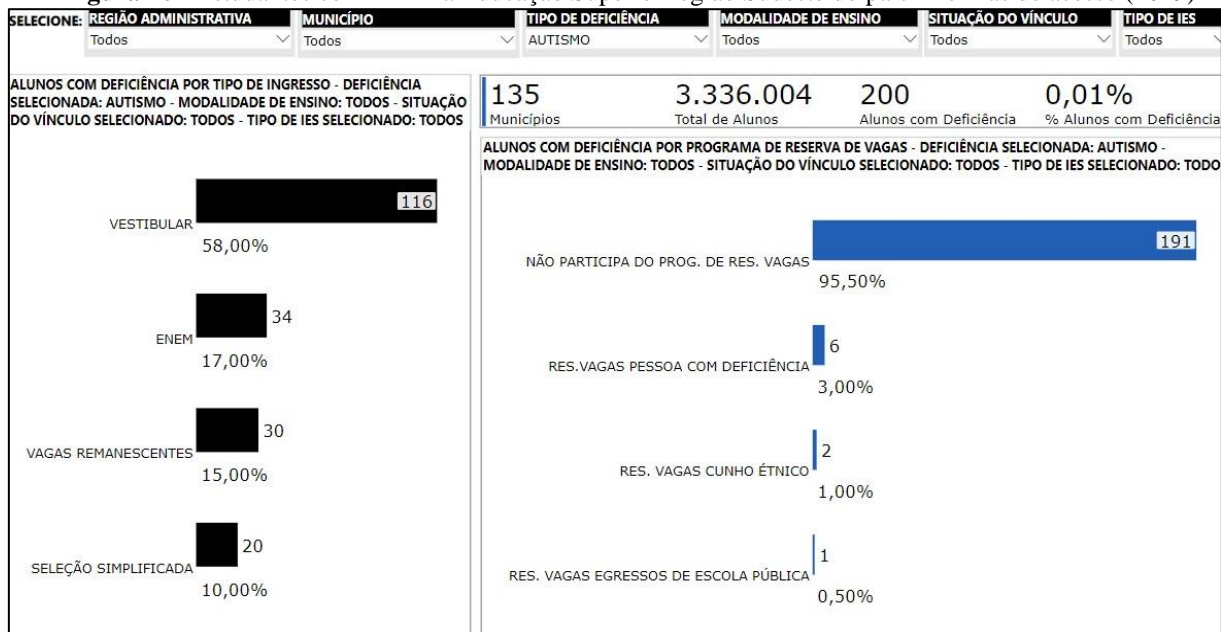 SELECIONE:
REGIÃO ADMINISTRATIVA
Todos
MUNICÍPIO
Todos
TIPO DE DEFICIÊNCIA
AUTISMO
MODALIDADE DE ENSINO
Todos
SITUAÇÃO DO VÍNCULO
Todos
TIPO DE IES
Todos
ALUNOS COM DEFICIÊNCIA POR TIPO DE INGRESSO - DEFICIÊNCIA
SELECIONADA: AUTISMO - MODALIDADE DE ENSINO: TODOS - SITUAÇÃO
DO VÍNCULO SELECIONADO: TODOS - TIPO DE IES SELECIONADO: TODOS
VESTIBULAR
116
58,00%
ENEM
34
17,00%
VAGAS REMANESCENTES
30
15,00%
SELEÇÃO SIMPLIFICADA
20
10,00%
135
Municípios
3.336.004
Total de Alunos
200
Alunos com Deficiência
0,01%
% Alunos com Deficiência
ALUNOS COM DEFICIÊNCIA POR PROGRAMA DE RESERVA DE VAGAS - DEFICIÊNCIA SELECIONADA: AUTISMO -
MODALIDADE DE ENSINO: TODOS - SITUAÇÃO DO VÍNCULO SELECIONADO: TODOS - TIPO DE IES SELECIONADO: TODO
NÃO PARTICIPA DO PROG. DE RES. VAGAS
191
95,50%
RES.VAGAS PESSOA COM DEFICIÊNCIA
6
3,00%
RES. VAGAS CUNHO ÉTNICO
2
1,00%
RES. VAGAS EGRESSOS DE ESCOLA PÚBLICA
1
0,50%